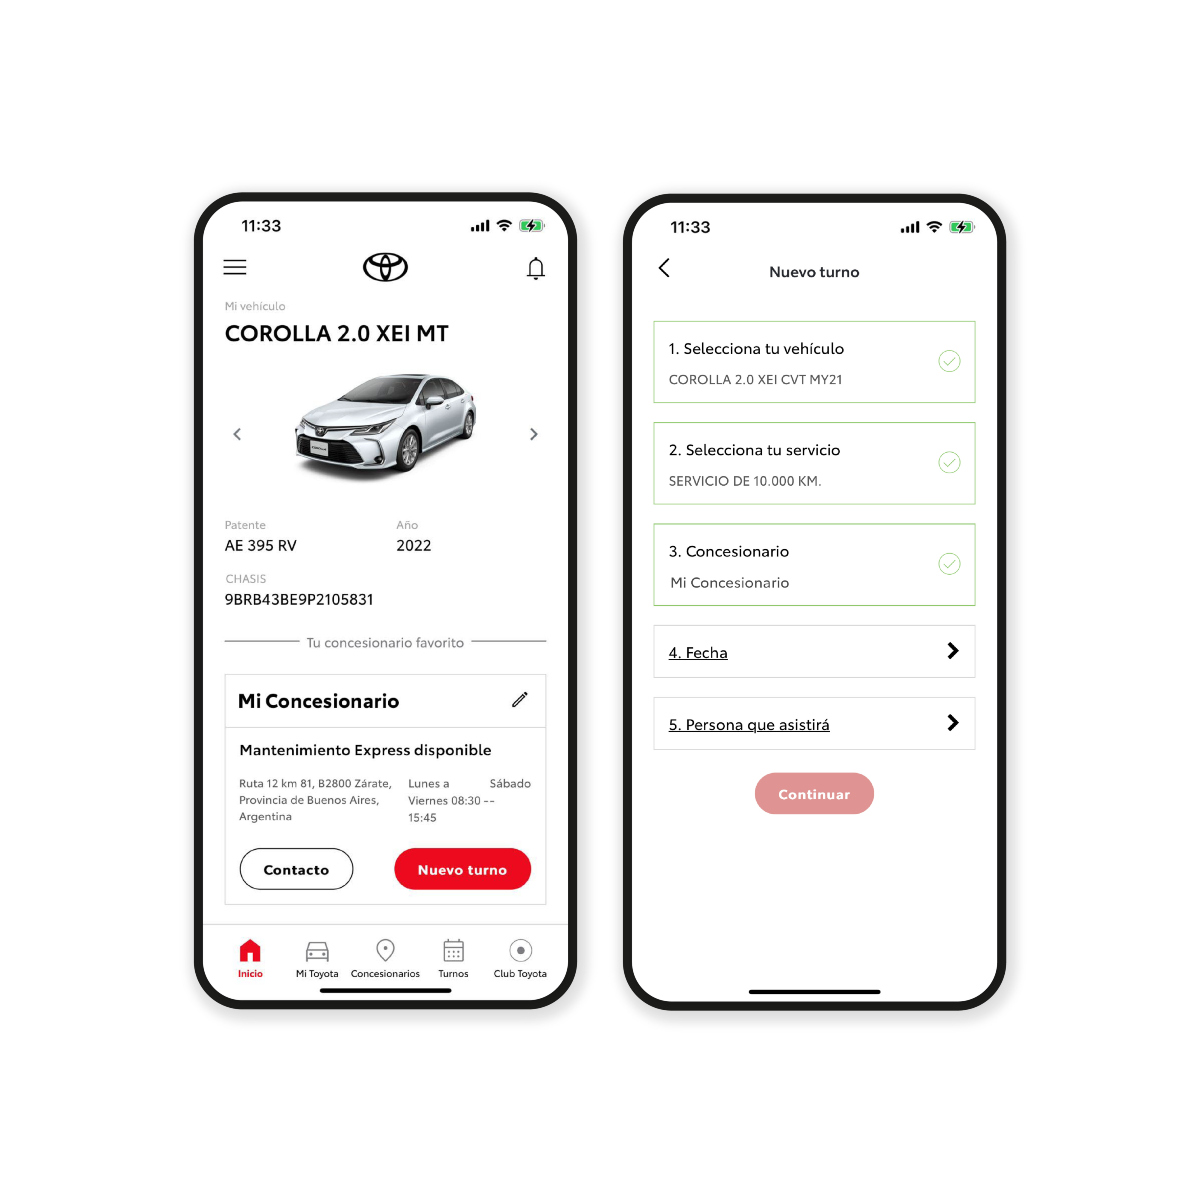 11:33
Mi vehículo
COROLLA 2.0 XEI MT
Patente
Año
AE 395 RV
2022
CHASIS
9BRB43BE9P2105831
Tu concesionario favorito
Mi Concesionario
Mantenimiento Express disponible
Ruta 12 km 81, B2800 Zárate,
Provincia de Buenos Aires,
Argentina
Lunes a
Viernes 08:30 --
15:45
Sábado
Contacto
Nuevo turno
Inicio
Mi Toyota
Concesionarios
Turnos
Club Toyota
11:33
Nuevo turno
1. Selecciona tu vehículo
COROLLA 2.0 XEI CVT MY21
2. Selecciona tu servicio
SERVICIO DE 10.000 KM.
3. Concesionario
Mi Concesionario
4. Fecha
5. Persona que asistirá
Continuar